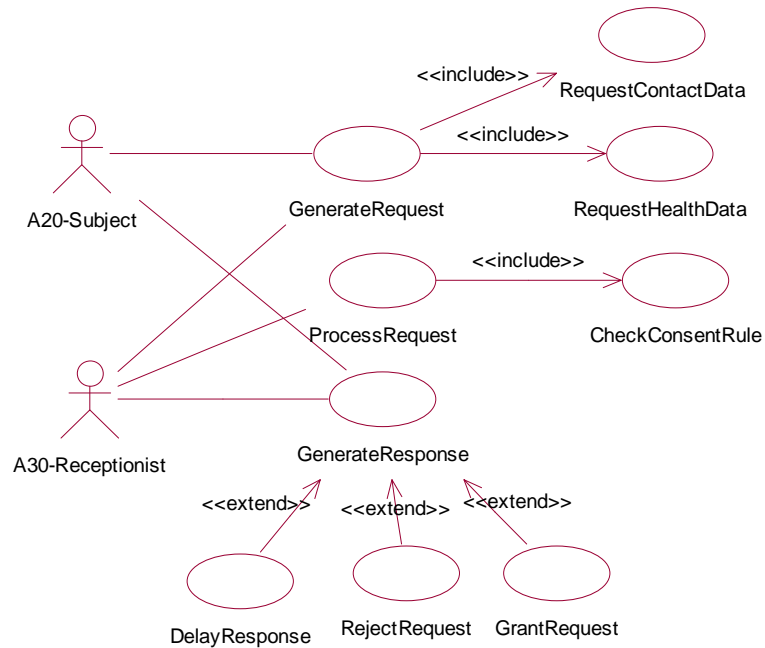 <<include>>
RequestContactData
<<include>>
A20-Subject
GenerateRequest
RequestHealthData
<<include>>
ProcessRequest
CheckConsentRule
A30-Receptionist
GenerateResponse
<<extend>>
<<extend>>
<<extend>>
DelayResponse
RejectRequest
GrantRequest